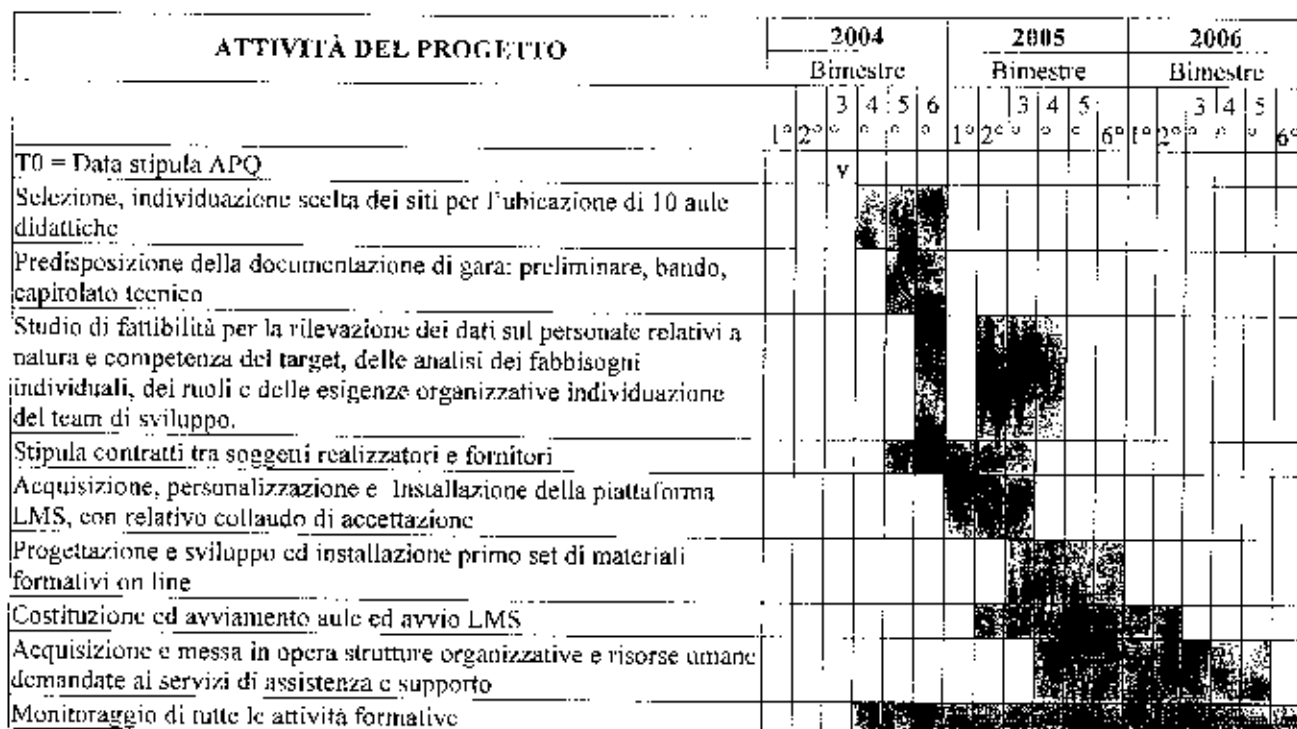 ATTIVITÀ DEL PROGETTO
2004 2005 2006
Bimestre Bimestre Bimestre
3 4 5 6 3 4 5 3 4 5
1° 2° ° ° ° ° 1° 2° ° ° ° 6° 1° 2° ° ° ° 6°
T0 = Data stipula APQ
v
Selezione, individuazione scelta dei siti per l'ubicazione di 10 aule
didattiche
Predisposizione della documentazione di gara: preliminare, bando,
capitolato tecnico
Studio di fattibilità per la rilevazione dei dati sul personale relativi a
natura e competenza del target, delle analisi dei fabbisogni
individuali, dei ruoli e delle esigenze organizzative individuazione
del team di sviluppo.
Stipula contratti tra soggetti realizzatori e fornitori
Acquisizione, personalizzazione e Installazione della piattaforma
LMS, con relativo collaudo di accettazione
Progettazione e sviluppo ed installazione primo set di materiali
formativi on line
Costituzione ed avviamento aule ed avvio LMS
Acquisizione e messa in opera strutture organizzative e risorse umane
demandate ai servizi di assistenza e supporto
Monitoraggio di tutte le attività formative